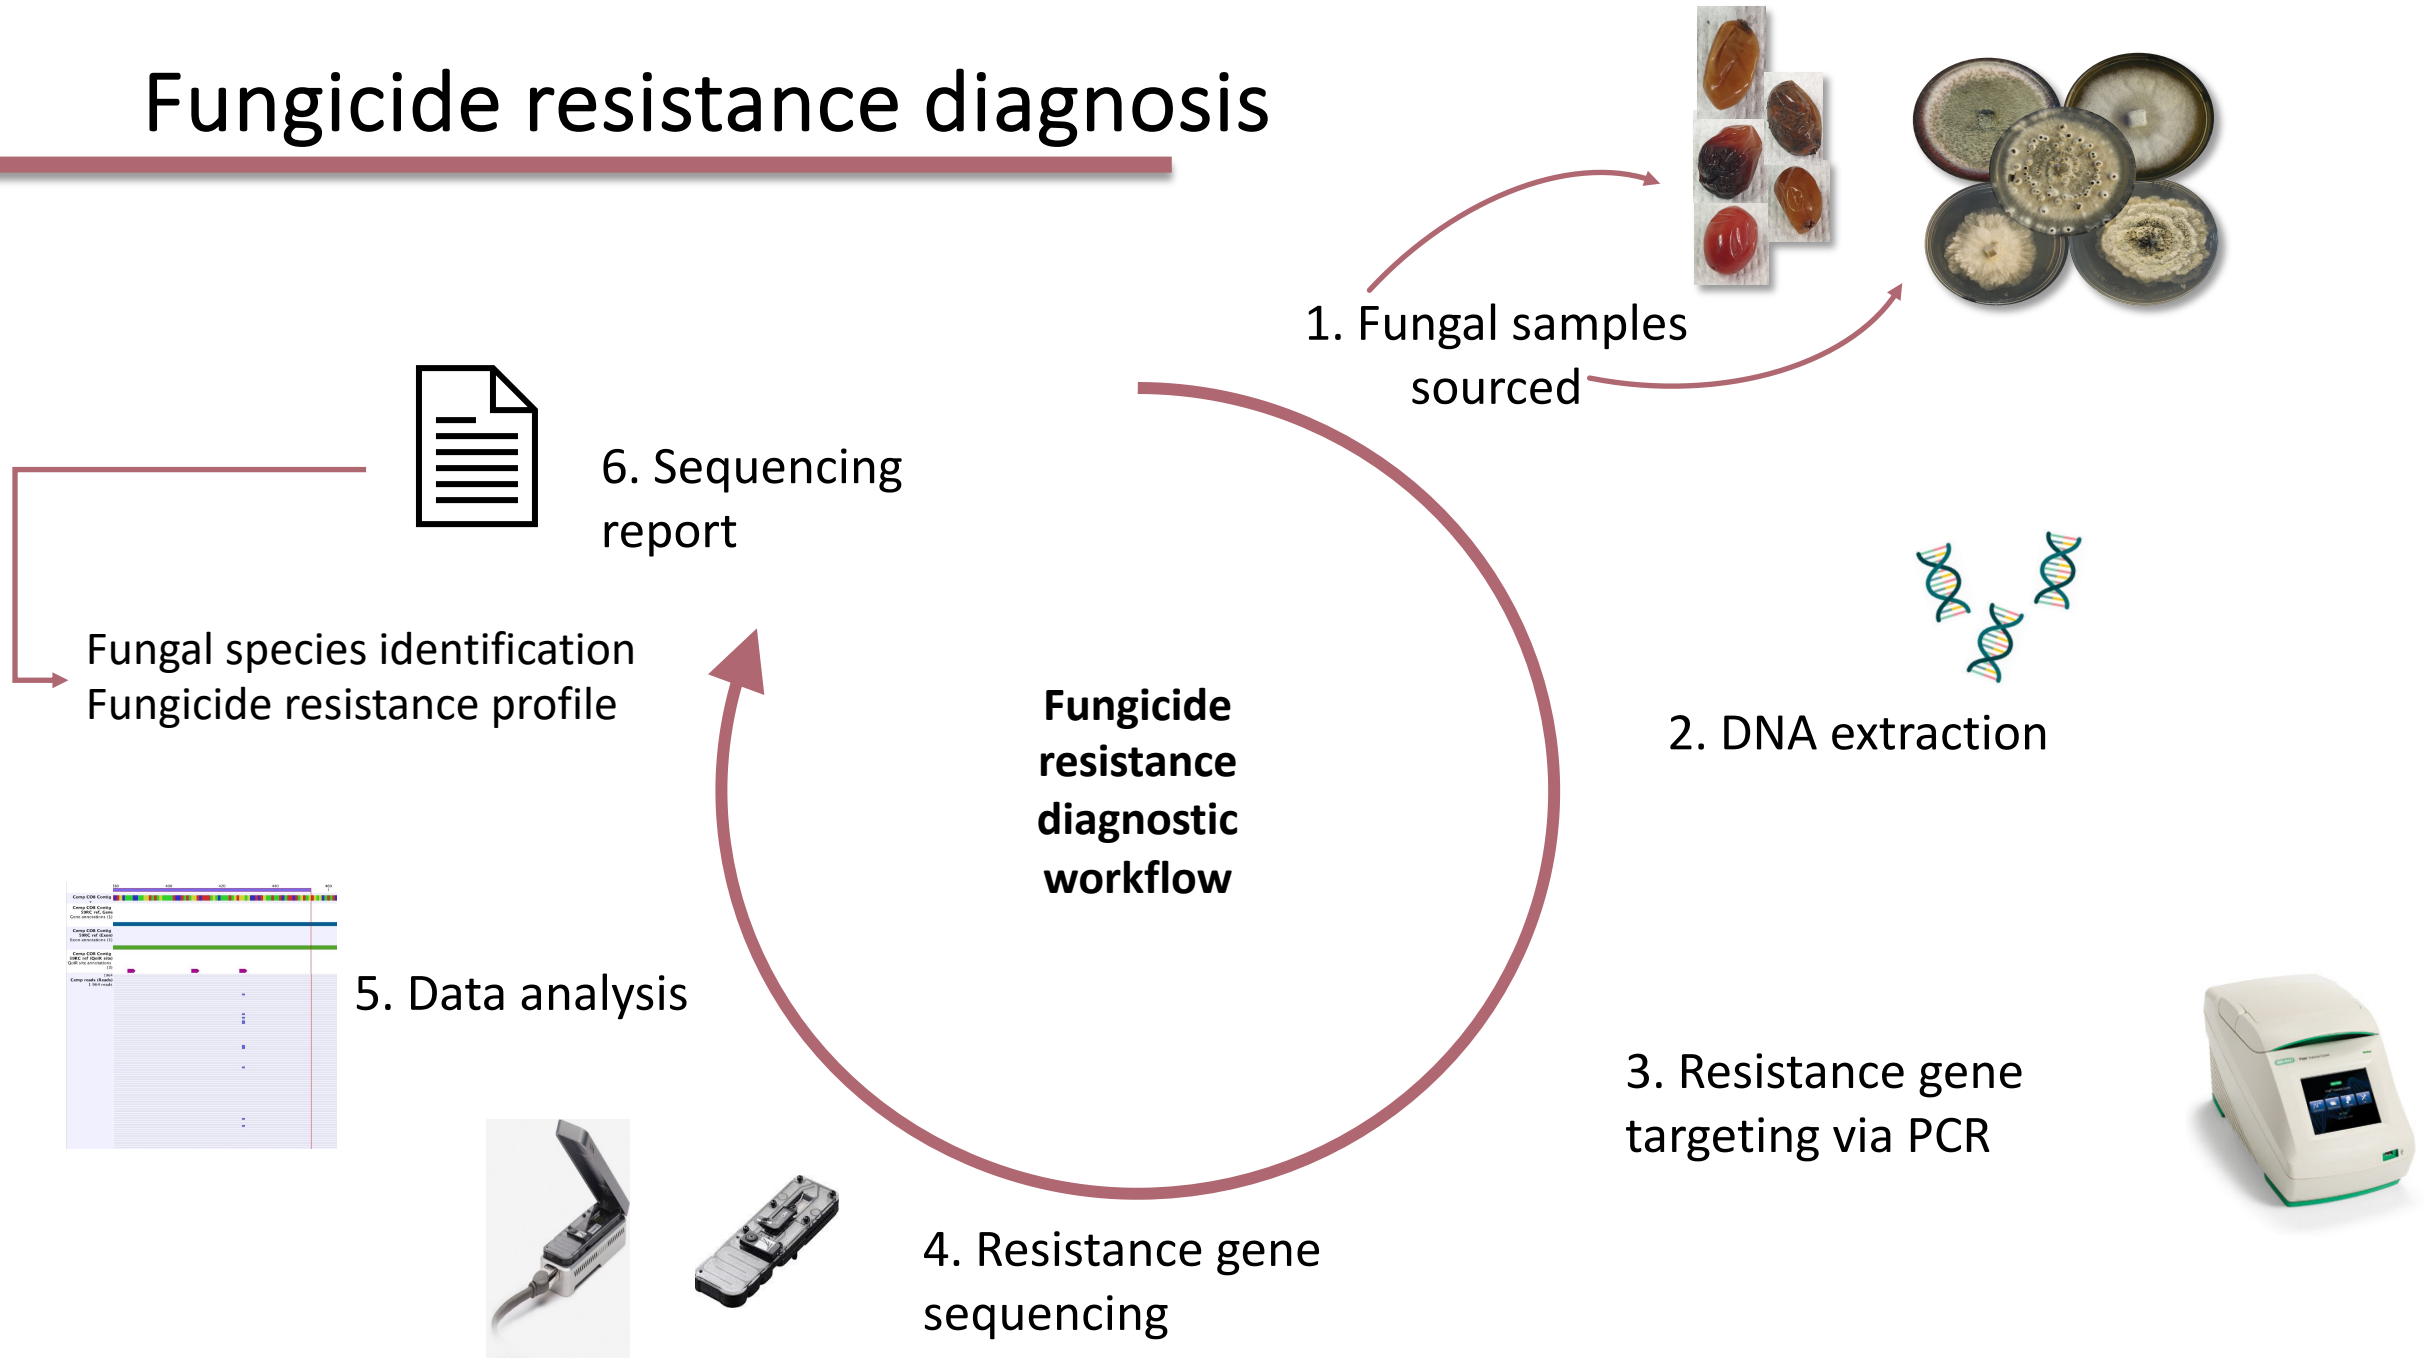 Fungicide resistance diagnosis
1. Fungal samples
sourced
2. DNA extraction
3. Resistance gene
targeting via PCR
4. Resistance gene
sequencing
5. Data analysis
6. Sequencing
report
Fungal species identification
Fungicide resistance profile
Fungicide
resistance
diagnostic
workflow